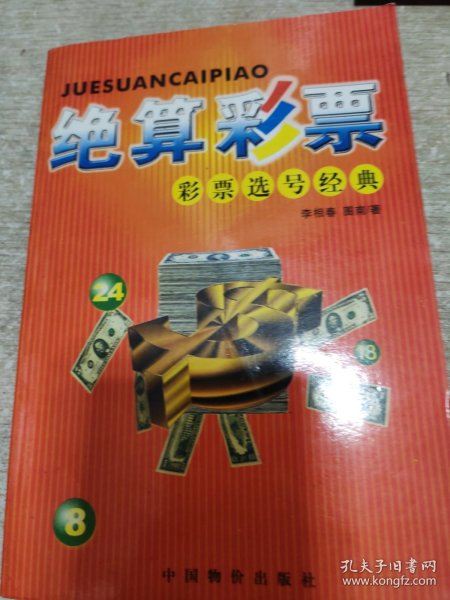 JUESUANCAIPIAO
绝算彩票
彩票选号经典
李相春 图南/著
24
18
8
中国物价出版社
孔夫子旧书网
www.kongfz.com